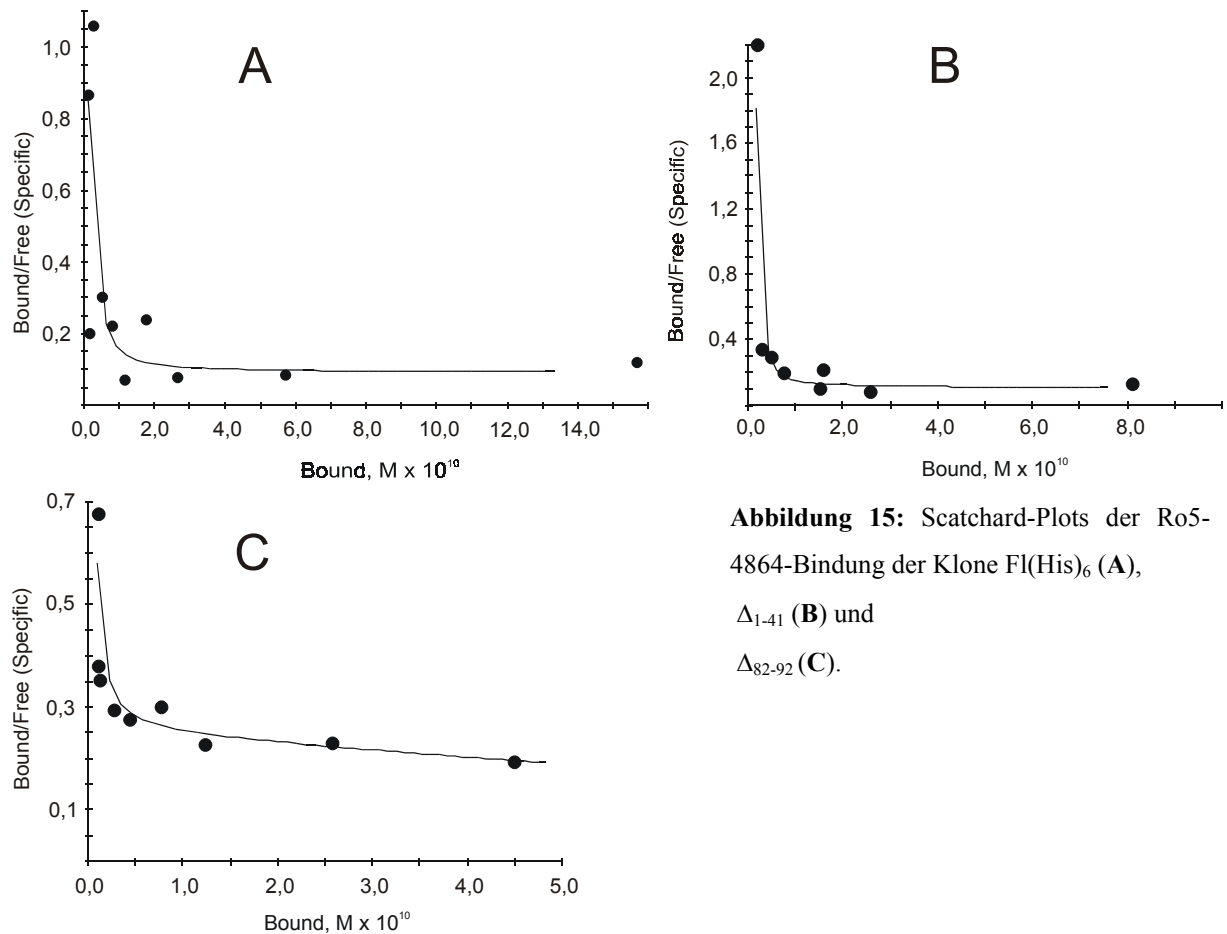 A
1,0
0,8
0,6
0,4
0,2
Bound/Free (Specific)
0,0 2,0 4,0 6,0 8,0 10,0 12,0 14,0
Bound, M x 10¹⁰
B
2,0
1,6
1,2
0,8
0,4
Bound/Free (Specific)
0,0 2,0 4,0 6,0 8,0
Bound, M x 10¹⁰
C
0,7
0,5
0,3
0,1
Bound/Free (Specjfic)
0,0 1,0 2,0 3,0 4,0 5,0
Bound, M x 10¹⁰
Abbildung 15: Scatchard-Plots der Ro5-
4864-Bindung der Klone Fl(His)₆ (A),
Δ₁₋₄₁ (B) und
Δ₈₂₋₉₂ (C).